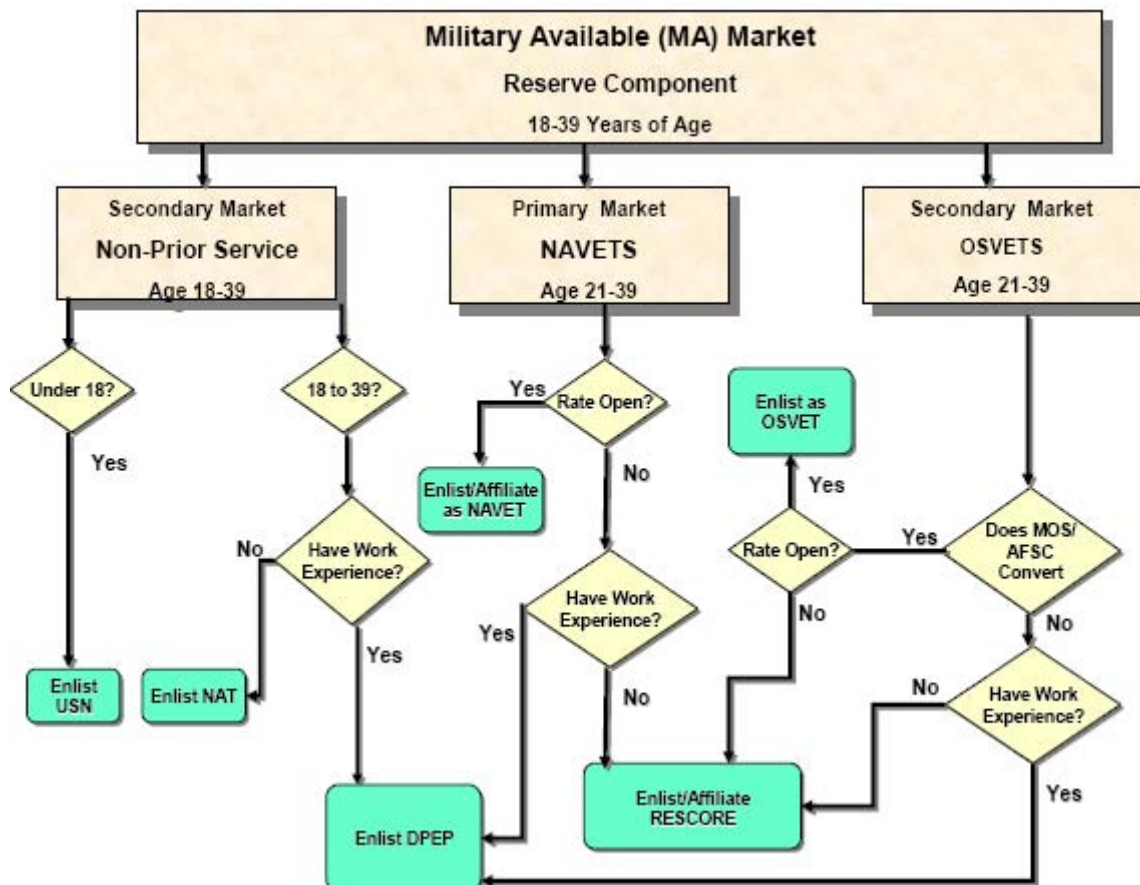 Military Available (MA) Market
Reserve Component
18-39 Years of Age
Secondary Market
Non-Prior Service
Age 18-39
Primary Market
NAVETS
Age 21-39
Secondary Market
OSVETS
Age 21-39
Under 18?
Yes
Enlist
USN
18 to 39?
Have Work
Experience?
No
Enlist NAT
Yes
Rate Open?
Yes
Enlist/Affiliate
as NAVET
No
Have Work
Experience?
Yes
No
Enlist DPEP
Enlist as
OSVET
Yes
Rate Open?
Yes
Does MOS/
AFSC
Convert
No
No
Have Work
Experience?
No
Yes
Enlist/Affiliate
RESCORE